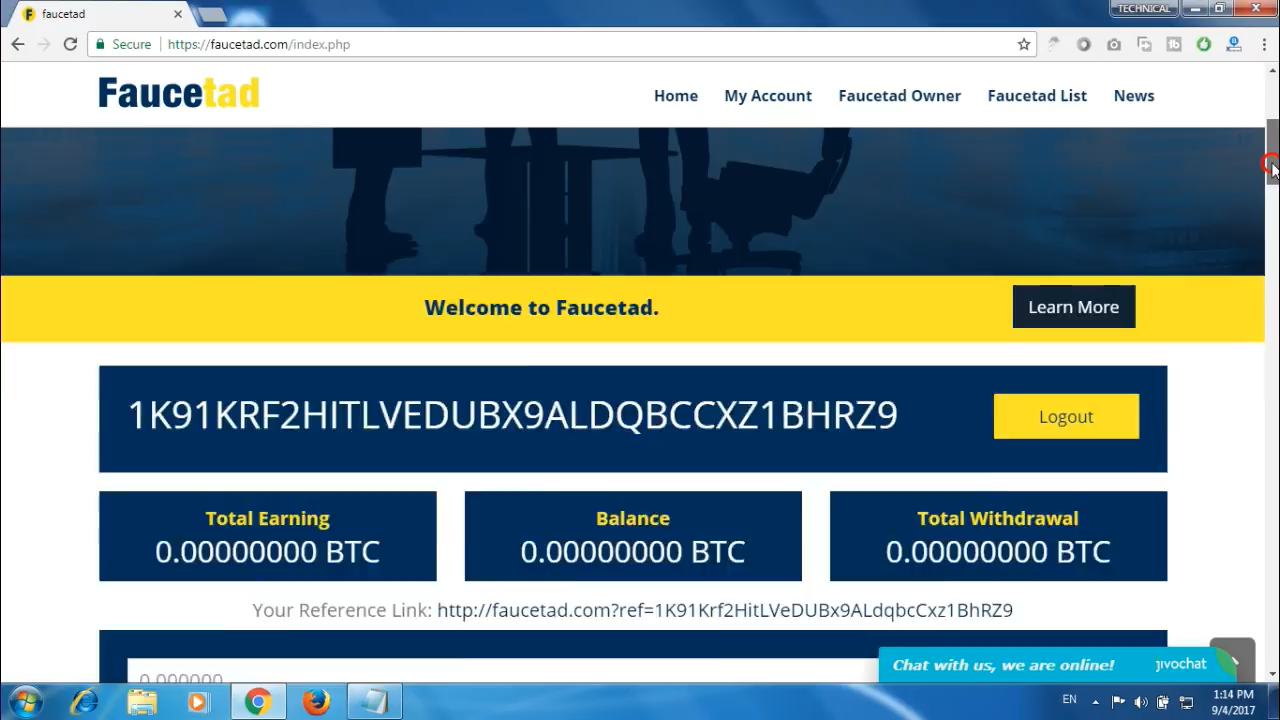 faucetad
TECHNICAL
Secure https://faucetad.com/index.php
Faucetad
Home My Account Faucetad Owner Faucetad List News
Welcome to Faucetad.
Learn More
1K91KRF2HITLVEDUBX9ALDQBCCXZ1BHRZ9
Logout
Total Earning Balance Total Withdrawal
0.00000000 BTC 0.00000000 BTC 0.00000000 BTC
Your Reference Link: http://faucetad.com?ref=1K91Krf2HitLVeDUBx9ALdqbcCxz1BhRZ9
0.000000
Chat with us, we are online! jivochat
EN
1:14 PM
9/4/2017